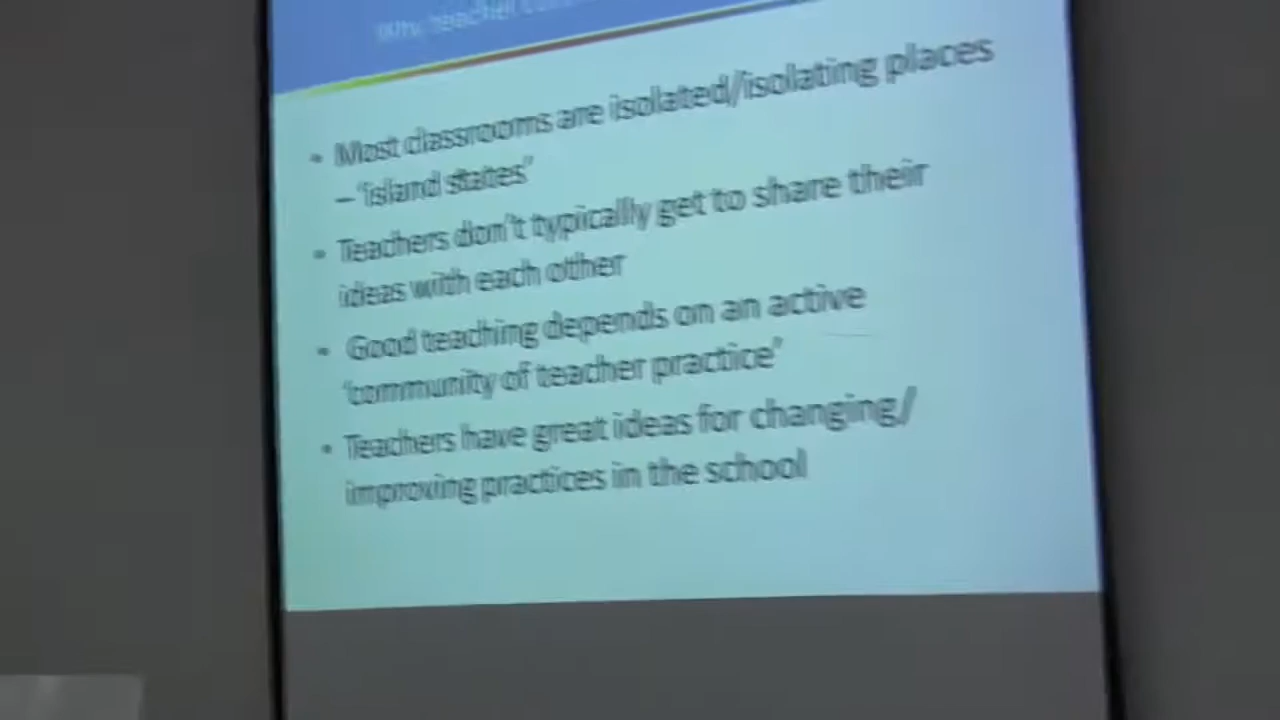 Why teacher
• Most classrooms are isolated/isolating places
– 'island states"
• Teachers don't typically get to share their
ideas with each other
• Good teaching depends on an active
'community of teacher practice"
• Teachers have great ideas for changing/
improving practices in the school